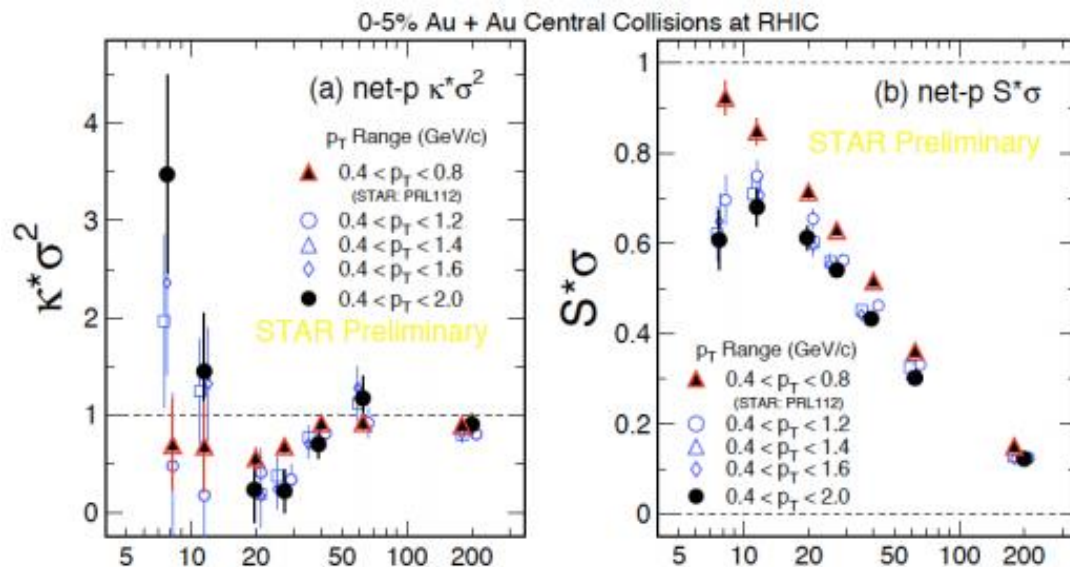 0-5% Au + Au Central Collisions at RHIC
(a) net-p κ*σ²
STAR Preliminary
p_T Range (GeV/c)
0.4 < p_T < 0.8
(STAR: PRL112)
0.4 < p_T < 1.2
0.4 < p_T < 1.4
0.4 < p_T < 1.6
0.4 < p_T < 2.0
κ*σ²
4
3
2
1
0
5
10
20
100
200
(b) net-p S*σ
STAR Preliminary
p_T Range (GeV/c)
0.4 < p_T < 0.8
(STAR: PRL112)
0.4 < p_T < 1.2
0.4 < p_T < 1.4
0.4 < p_T < 1.6
0.4 < p_T < 2.0
S*σ
1
0.8
0.6
0.4
0.2
0
5
10
20
100
200